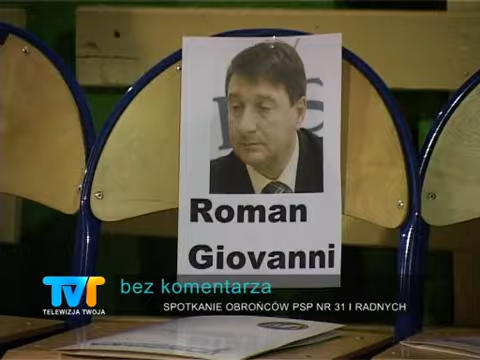 Roman
Giovanni
TVT
bez komentarza
TELEWIZJA TWOJA
SPOTKANIE OBROŃCÓW PSP NR 31 I RADNYCH